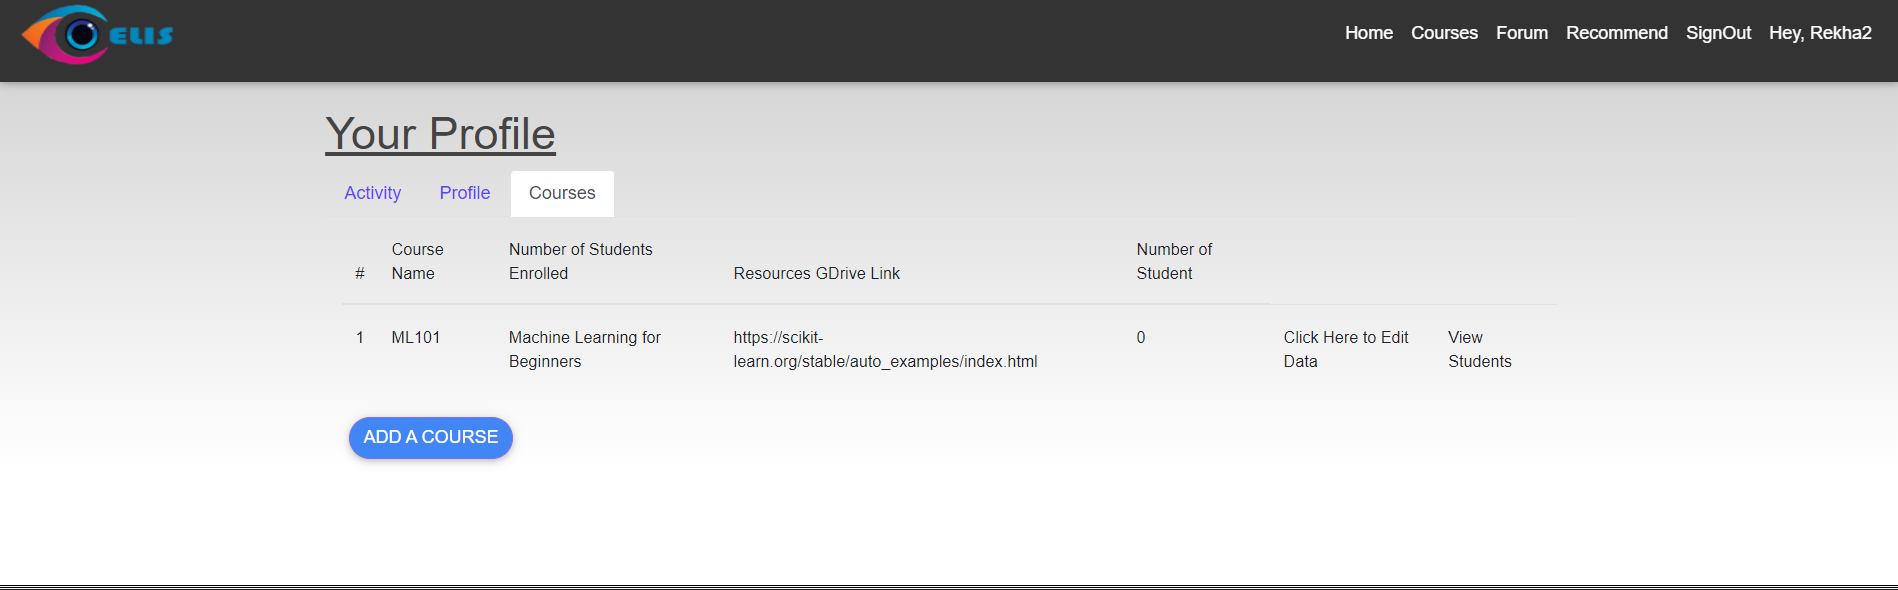 ELIS
Home Courses Forum Recommend SignOut Hey, Rekha2
Your Profile
Activity Profile Courses
# Course Name Number of Students Enrolled Resources GDrive Link Number of Student
1 ML101 Machine Learning for Beginners https://scikit-learn.org/stable/auto_examples/index.html 0 Click Here to Edit Data View Students
ADD A COURSE